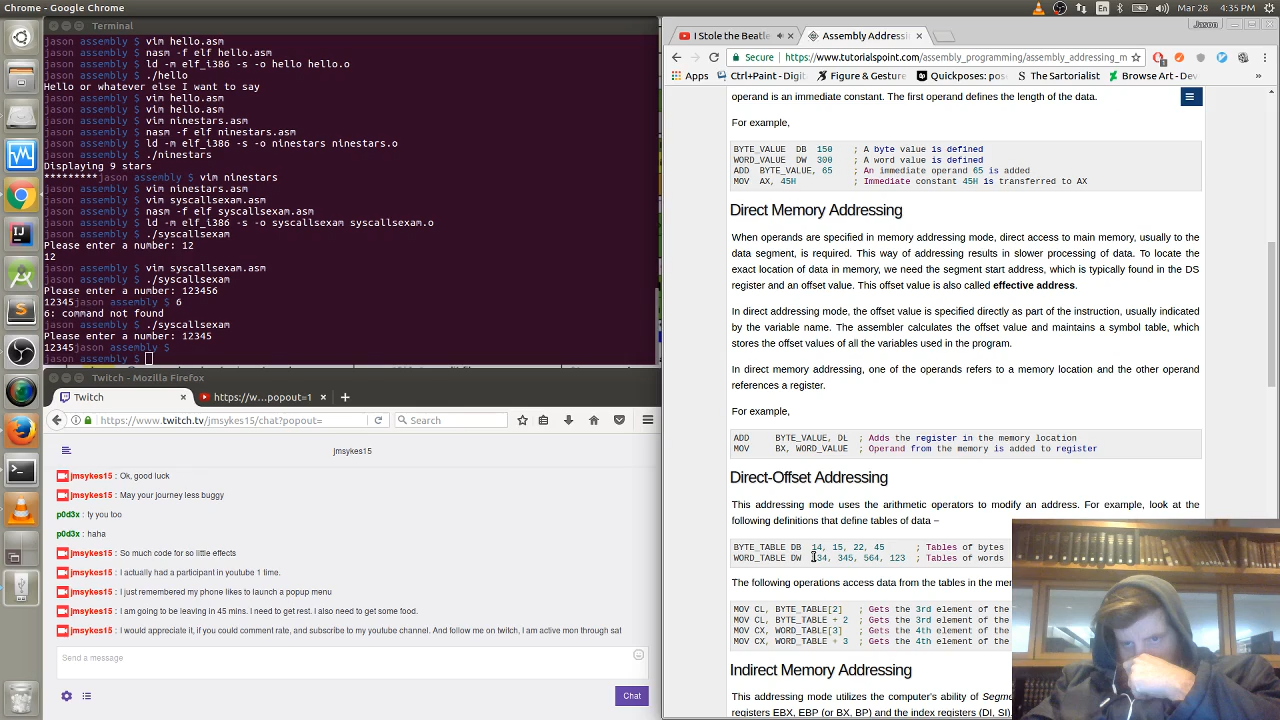 Chrome - Google Chrome
En
Mar 28
4:35 PM
Terminal
jason assembly $ vim hello.asm
jason assembly $ nasm -f elf hello.asm
jason assembly $ ld -m elf_i386 -s -o hello hello.o
jason assembly $ ./hello
Hello or whatever else I want to say
jason assembly $ vim hello.asm
jason assembly $ vim hello.asm
jason assembly $ vim ninestars.asm
jason assembly $ nasm -f elf ninestars.asm
jason assembly $ ld -m elf_i386 -s -o ninestars ninestars.o
jason assembly $ ./ninestars
Displaying 9 stars
*********jason assembly $ vim ninestars
jason assembly $ vim ninestars.asm
jason assembly $ vim syscallsexam.asm
jason assembly $ nasm -f elf syscallsexam.asm
jason assembly $ ld -m elf_i386 -s -o syscallsexam syscallsexam.o
jason assembly $ ./syscallsexam
Please enter a number: 12
12
jason assembly $ vim syscallsexam.asm
jason assembly $ ./syscallsexam
Please enter a number: 123456
12345jason assembly $ 6
6: command not found
jason assembly $ ./syscallsexam
Please enter a number: 12345
12345jason assembly $
jason assembly $
Twitch - Mozilla Firefox
Twitch
https://w...popout=1
https://www.twitch.tv/jmsykes15/chat?popout=
Search
jmsykes15
jmsykes15 : Ok, good luck
jmsykes15 : May your journey less buggy
p0d3x : ty you too
p0d3x : haha
jmsykes15 : So much code for so little effects
jmsykes15 : I actually had a participant in youtube 1 time.
jmsykes15 : I just remembered my phone likes to launch a popup menu
jmsykes15 : I am going to be leaving in 45 mins. I need to get rest. I also need to get some food.
jmsykes15 : I would appreciate it, if you could comment rate, and subscribe to my youtube channel. And follow me on twitch, I am active mon through sat
Send a message
Chat
Jason
I Stole the Beatle
Assembly Addressi
Secure
https://www.tutorialspoint.com/assembly_programming/assembly_addressing_m
Apps
Ctrl+Paint - Digit
Figure & Gesture
Quickposes: pos
The Sartorialist
Browse Art - Dev
operand is an immediate constant. The first operand defines the length of the data.
For example,
BYTE_VALUE DB 150 ; A byte value is defined
WORD_VALUE DW 300 ; A word value is defined
ADD BYTE_VALUE, 65 ; An immediate operand 65 is added
MOV AX, 45H ; Immediate constant 45H is transferred to AX
Direct Memory Addressing
When operands are specified in memory addressing mode, direct access to main memory, usually to the
data segment, is required. This way of addressing results in slower processing of data. To locate the
exact location of data in memory, we need the segment start address, which is typically found in the DS
register and an offset value. This offset value is also called effective address.
In direct addressing mode, the offset value is specified directly as part of the instruction, usually indicated
by the variable name. The assembler calculates the offset value and maintains a symbol table, which
stores the offset values of all the variables used in the program.
In direct memory addressing, one of the operands refers to a memory location and the other operand
references a register.
For example,
ADD BYTE_VALUE, DL ; Adds the register in the memory location
MOV BX, WORD_VALUE ; Operand from the memory is added to register
Direct-Offset Addressing
This addressing mode uses the arithmetic operators to modify an address. For example, look at the
following definitions that define tables of data −
BYTE_TABLE DB 14, 15, 22, 45 ; Tables of bytes
WORD_TABLE DW 134, 345, 564, 123 ; Tables of words
The following operations access data from the tables in the mem
MOV CL, BYTE_TABLE[2] ; Gets the 3rd element of the
MOV CL, BYTE_TABLE + 2 ; Gets the 3rd element of the
MOV CX, WORD_TABLE[3] ; Gets the 4th element of the
MOV CX, WORD_TABLE + 3 ; Gets the 4th element of the
Indirect Memory Addressing
This addressing mode utilizes the computer's ability of Segme
registers EBX, EBP (or BX, BP) and the index registers (DI, SI),